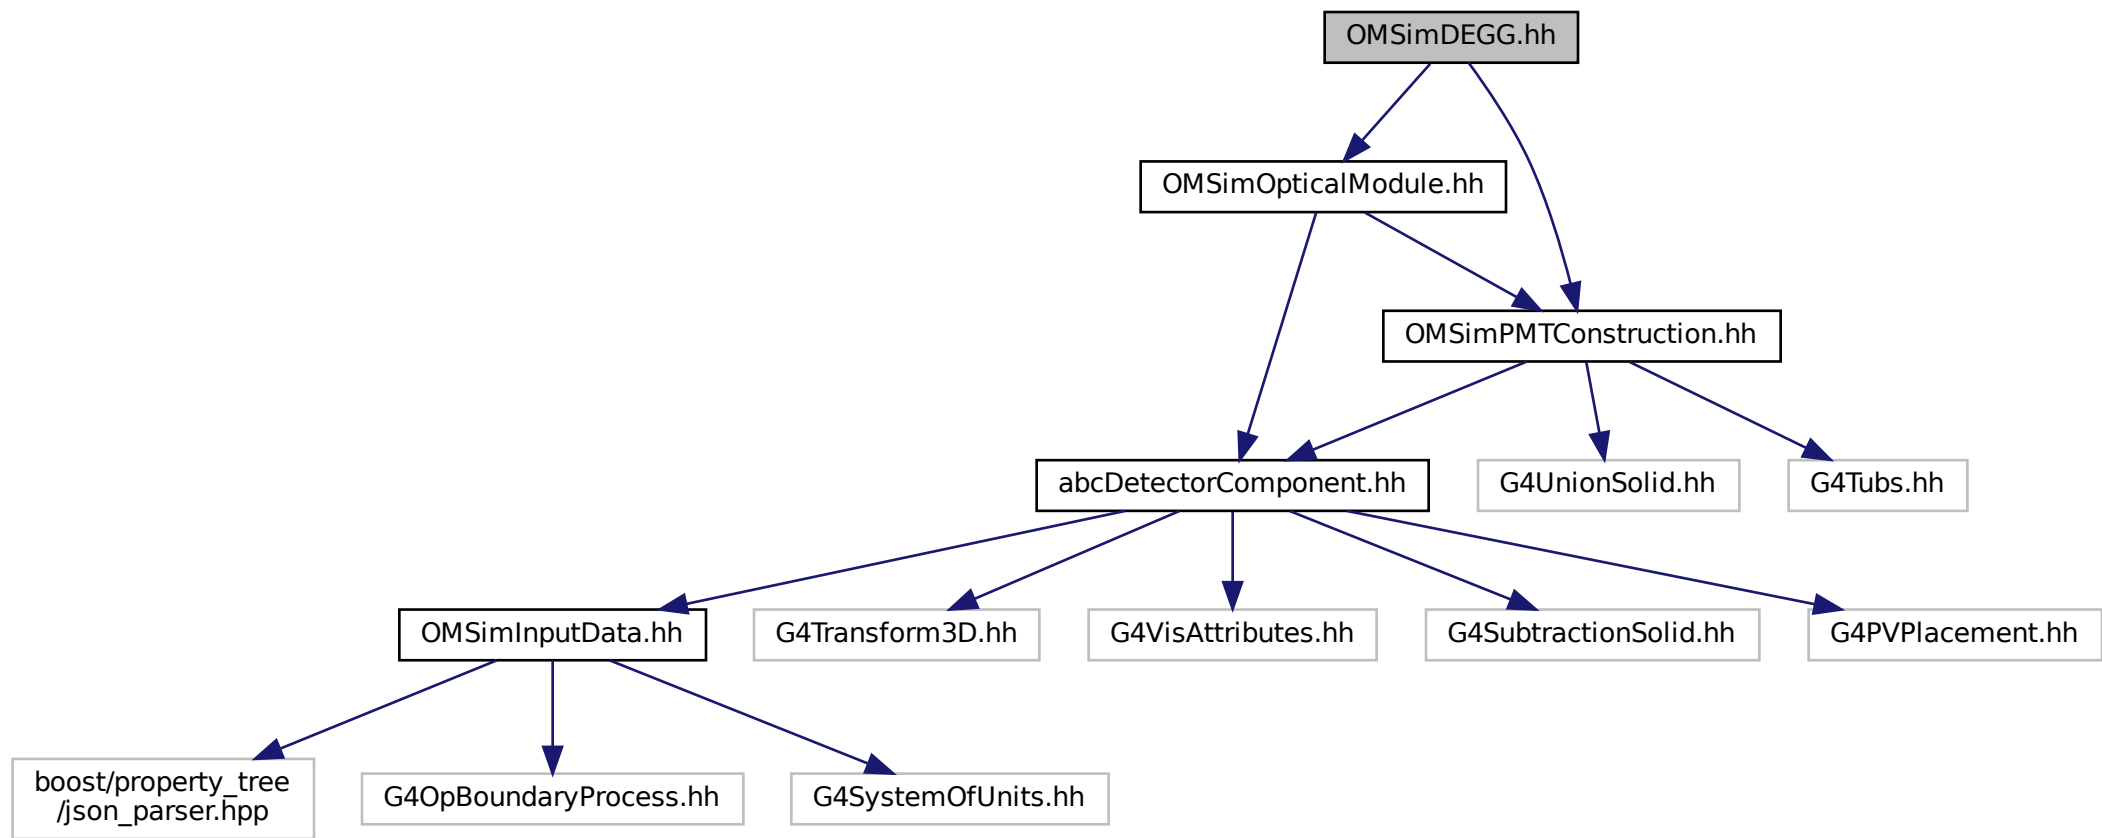 OMSimDEGG.hh
OMSimOpticalModule.hh
OMSimPMTConstruction.hh
abcDetectorComponent.hh
G4UnionSolid.hh
G4Tubs.hh
OMSimInputData.hh
G4Transform3D.hh
G4VisAttributes.hh
G4SubtractionSolid.hh
G4PVPlacement.hh
boost/property_tree
/json_parser.hpp
G4OpBoundaryProcess.hh
G4SystemOfUnits.hh